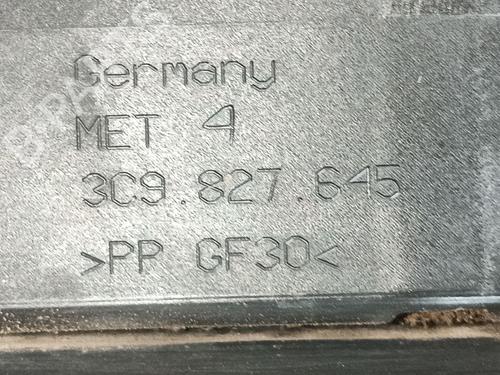 Germany
MET 4
3C9.827.645
>PP GF30<